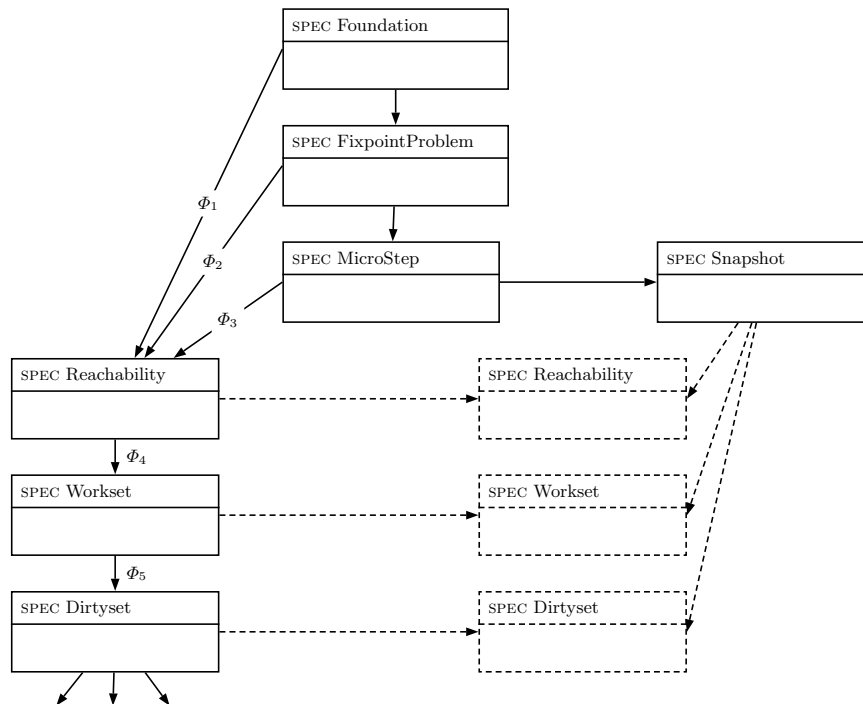 SPEC Foundation
SPEC FixpointProblem
Φ1
Φ2
SPEC MicroStep
SPEC Snapshot
Φ3
SPEC Reachability
SPEC Reachability
Φ4
SPEC Workset
SPEC Workset
Φ5
SPEC Dirtyset
SPEC Dirtyset